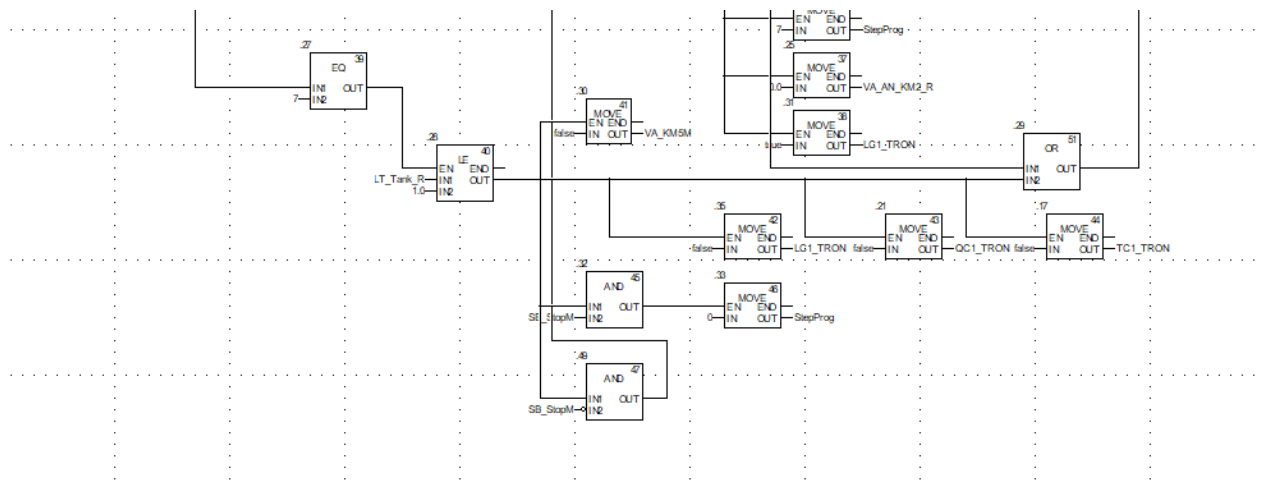 MOVE
EN END
7 IN OUT StepProg
.27
39
EQ
IN1 OUT
7 IN2
.25
37
MOVE
EN END
0.0 IN OUT VA_AN_KM2_R
.30
41
MOVE
EN END
false IN OUT VA_KM5M
.31
38
MOVE
EN END
true IN OUT LG1_TRON
.28
40
LE
EN END
LT_Tank_R IN1 OUT
1.0 IN2
.29
51
OR
IN1 OUT
IN2
.35
42
MOVE
EN END
false IN OUT LG1_TRON
.21
43
MOVE
EN END
false IN OUT QC1_TRON
.17
44
MOVE
EN END
false IN OUT TC1_TRON
.32
45
AND
IN1 OUT
SB_StopM IN2
.33
46
MOVE
EN END
0 IN OUT StepProg
.49
47
AND
IN1 OUT
SB_StopM IN2